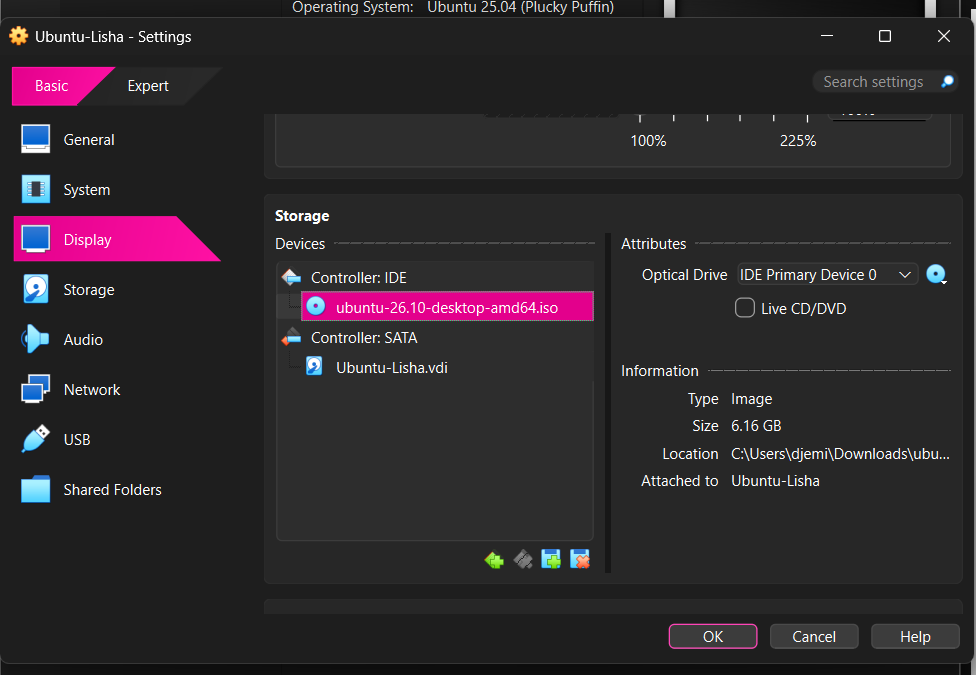 Operating System: Ubuntu 25.04 (Plucky Puffin)
Ubuntu-Lisha - Settings
Basic
Expert
Search settings
General
System
Display
Storage
Audio
Network
USB
Shared Folders
100%
225%
Storage
Devices
Controller: IDE
ubuntu-26.10-desktop-amd64.iso
Controller: SATA
Ubuntu-Lisha.vdi
Attributes
Optical Drive IDE Primary Device 0
Live CD/DVD
Information
Type Image
Size 6.16 GB
Location C:\Users\djemi\Downloads\ubu...
Attached to Ubuntu-Lisha
OK
Cancel
Help